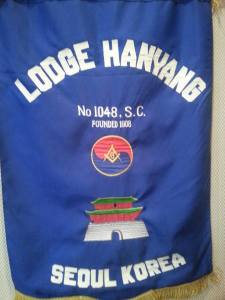 LODGE HANYANG
No 1048, S.C.
FOUNDED 1908
G
SEOUL KOREA